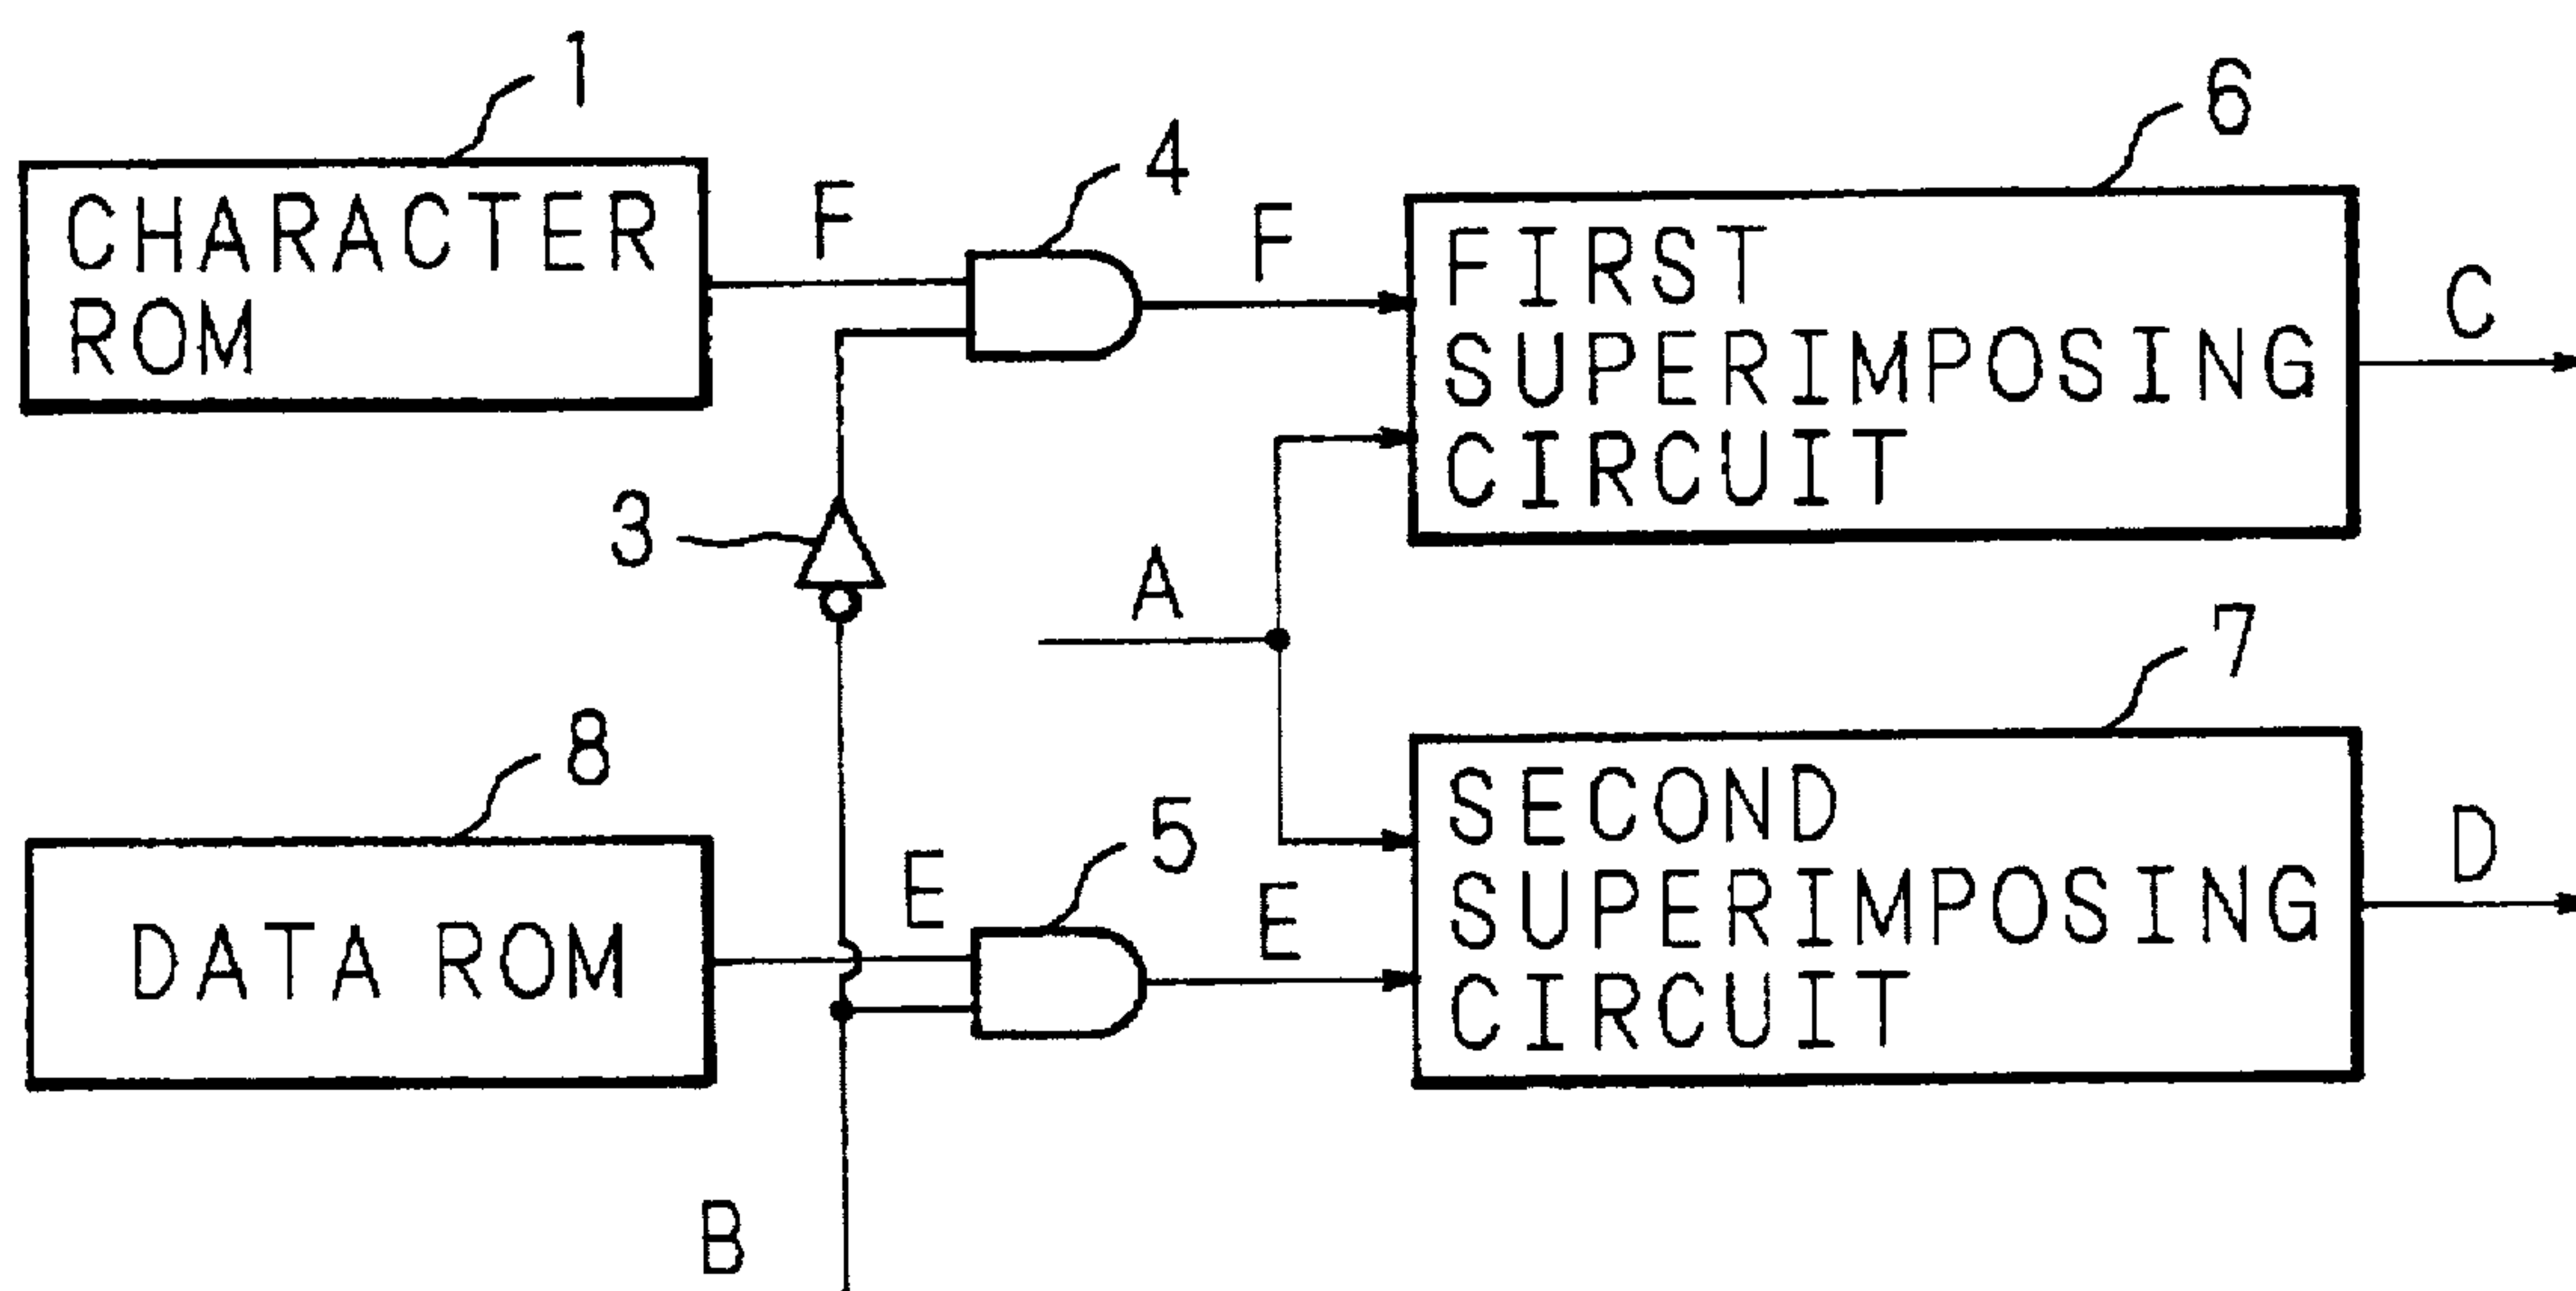 1
CHARACTER
ROM
F
4
F
6
FIRST
SUPERIMPOSING
CIRCUIT
C
3
A
8
DATA ROM
E
5
E
7
SECOND
SUPERIMPOSING
CIRCUIT
D
B